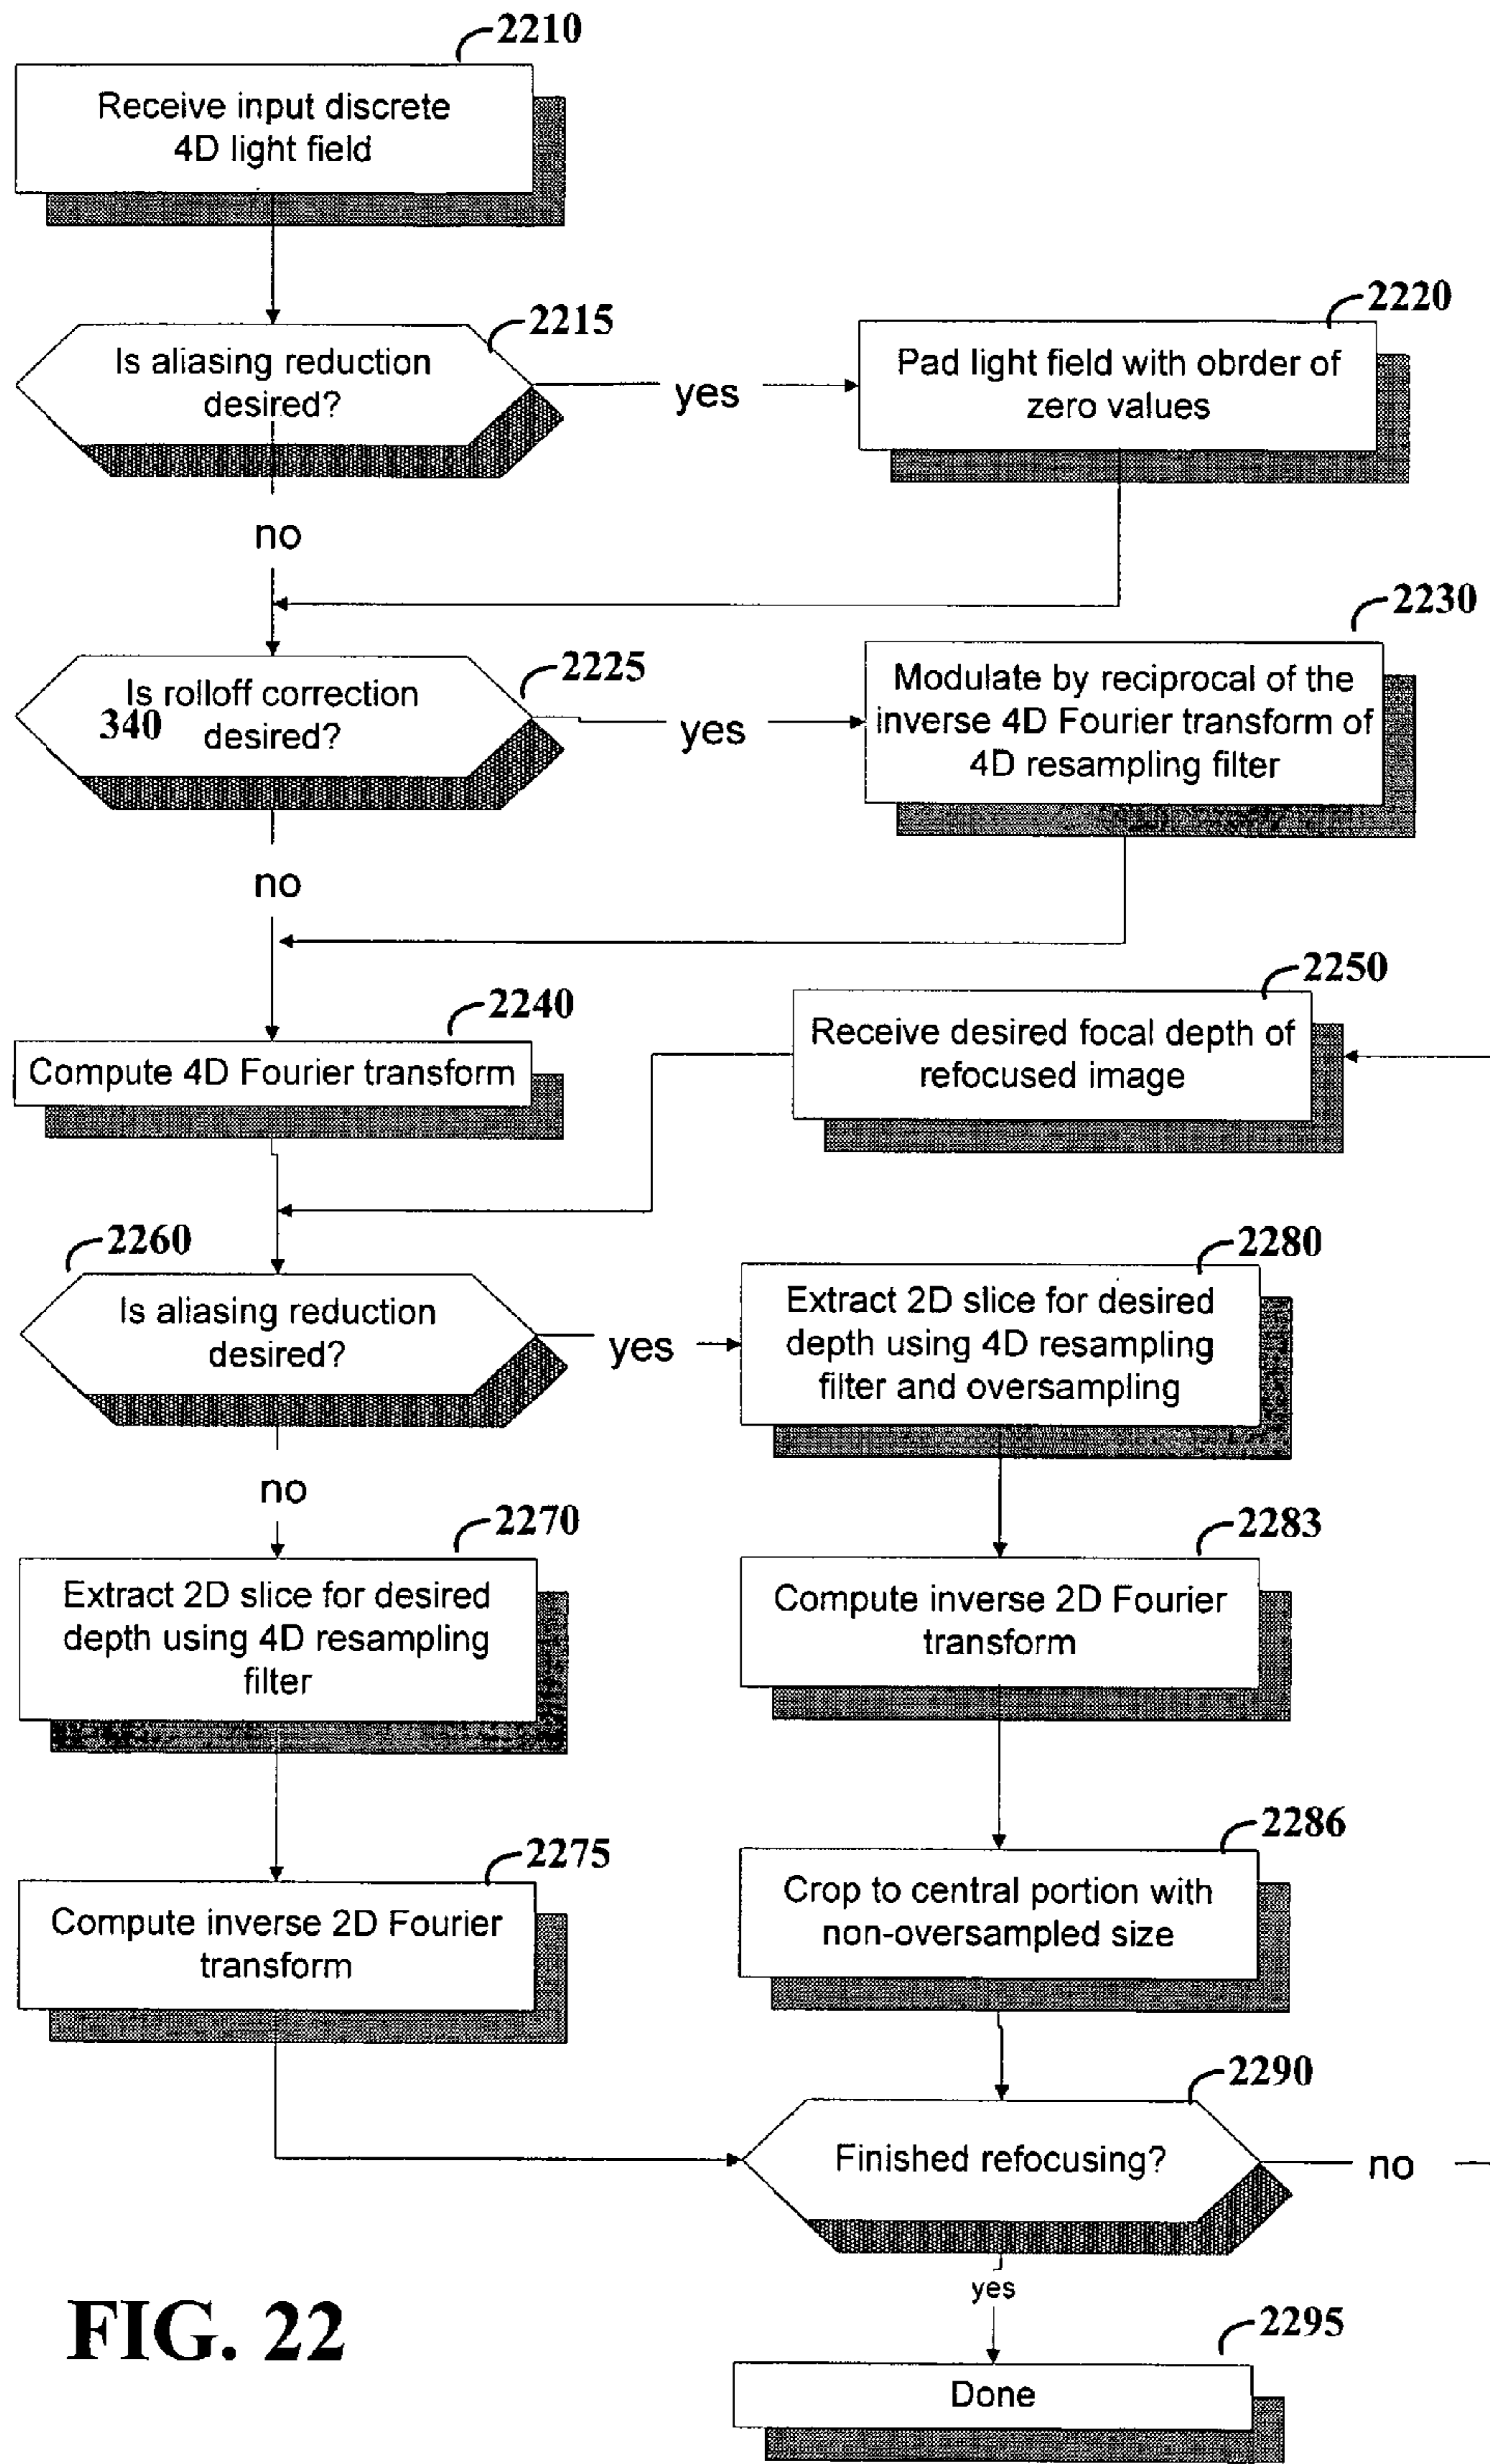 2210
Receive input discrete
4D light field
2215
Is aliasing reduction
desired?
yes
2220
Pad light field with obrder of
zero values
no
2225
Is rolloff correction
340
desired?
yes
2230
Modulate by reciprocal of the
inverse 4D Fourier transform of
4D resampling filter
no
2240
Compute 4D Fourier transform
2250
Receive desired focal depth of
refocused image
2260
Is aliasing reduction
desired?
yes
2280
Extract 2D slice for desired
depth using 4D resampling
filter and oversampling
no
2270
Extract 2D slice for desired
depth using 4D resampling
filter
2283
Compute inverse 2D Fourier
transform
2275
Compute inverse 2D Fourier
transform
2286
Crop to central portion with
non-oversampled size
2290
Finished refocusing?
no
yes
2295
Done
FIG. 22